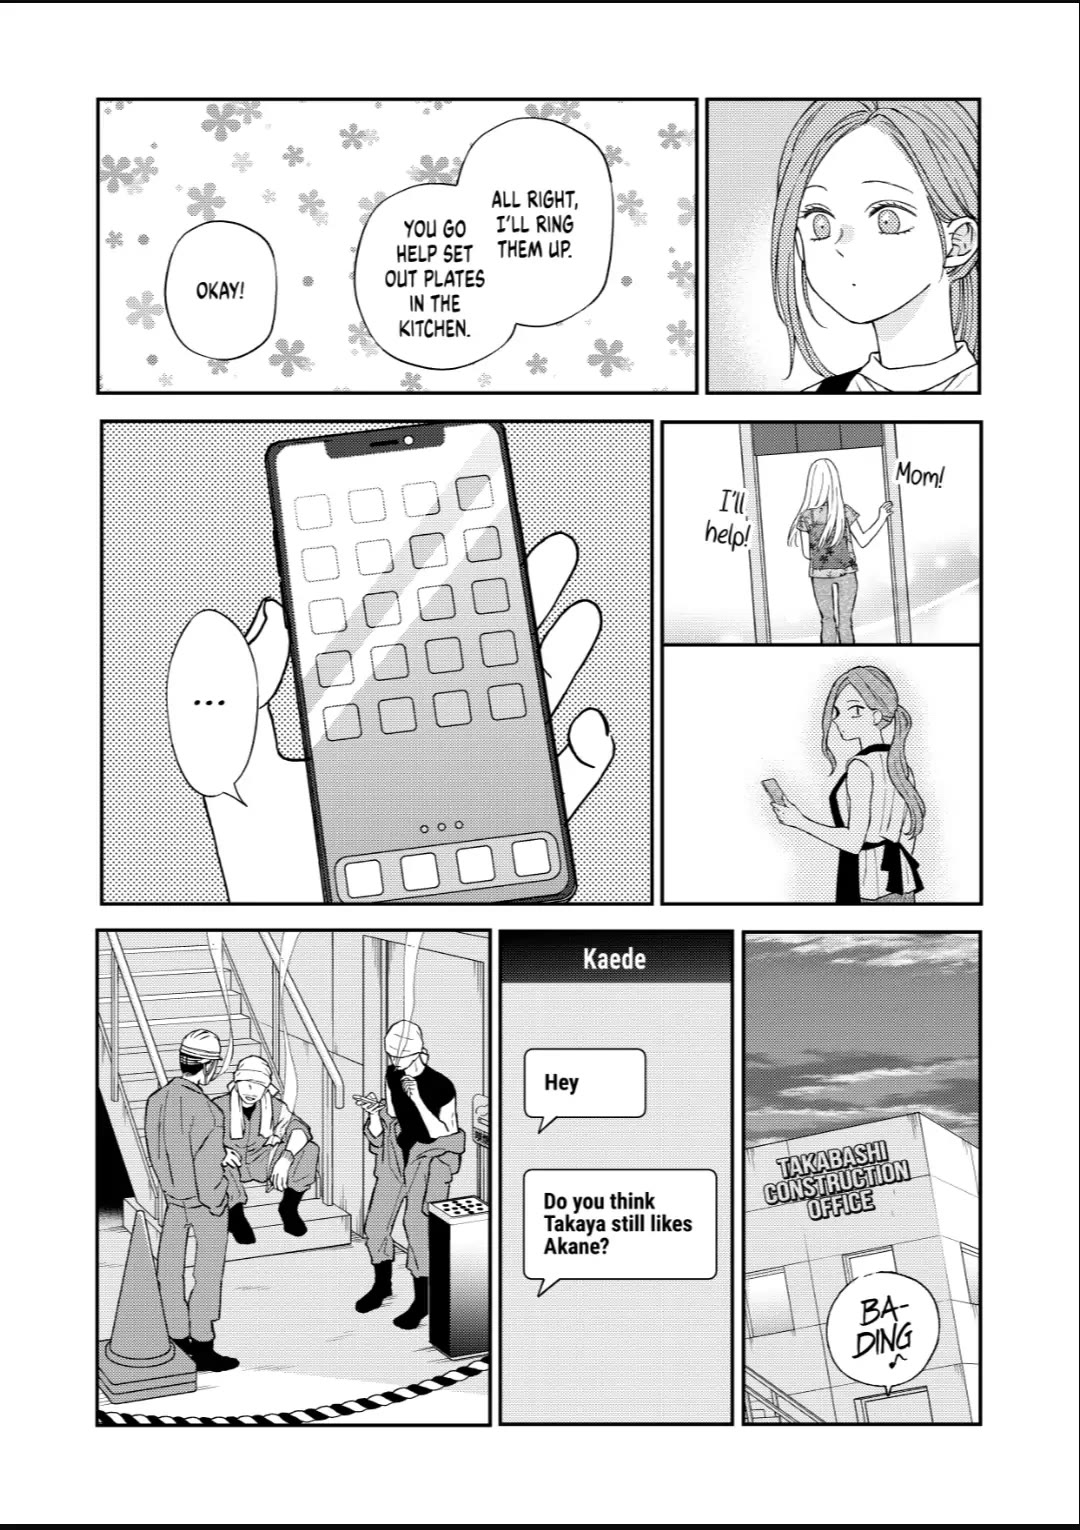 ALL RIGHT,
I'LL RING
THEM UP.
YOU GO
HELP SET
OUT PLATES
IN THE
KITCHEN.
OKAY!
Mom!
I'll
help!
...
TAKABASHI
CONSTRUCTION
OFFICE
BA-
DING
Kaede
Hey
Do you think
Takaya still likes
Akane?